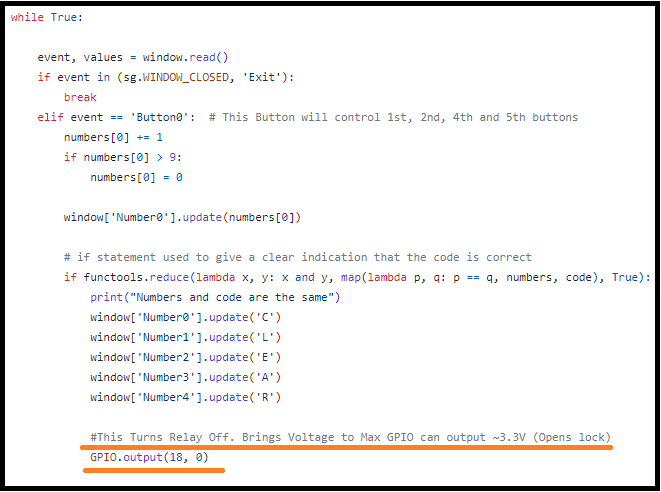 while True:
event, values = window.read()
if event in (sg.WINDOW_CLOSED, 'Exit'):
break
elif event == 'Button0':  # This Button will control 1st, 2nd, 4th and 5th buttons
numbers[0] += 1
if numbers[0] > 9:
numbers[0] = 0
window['Number0'].update(numbers[0])
# if statement used to give a clear indication that the code is correct
if functools.reduce(lambda x, y: x and y, map(lambda p, q: p == q, numbers, code), True):
print("Numbers and code are the same")
window['Number0'].update('C')
window['Number1'].update('L')
window['Number2'].update('E')
window['Number3'].update('A')
window['Number4'].update('R')
#This Turns Relay Off. Brings Voltage to Max GPIO can output ~3.3V (Opens lock)
GPIO.output(18, 0)